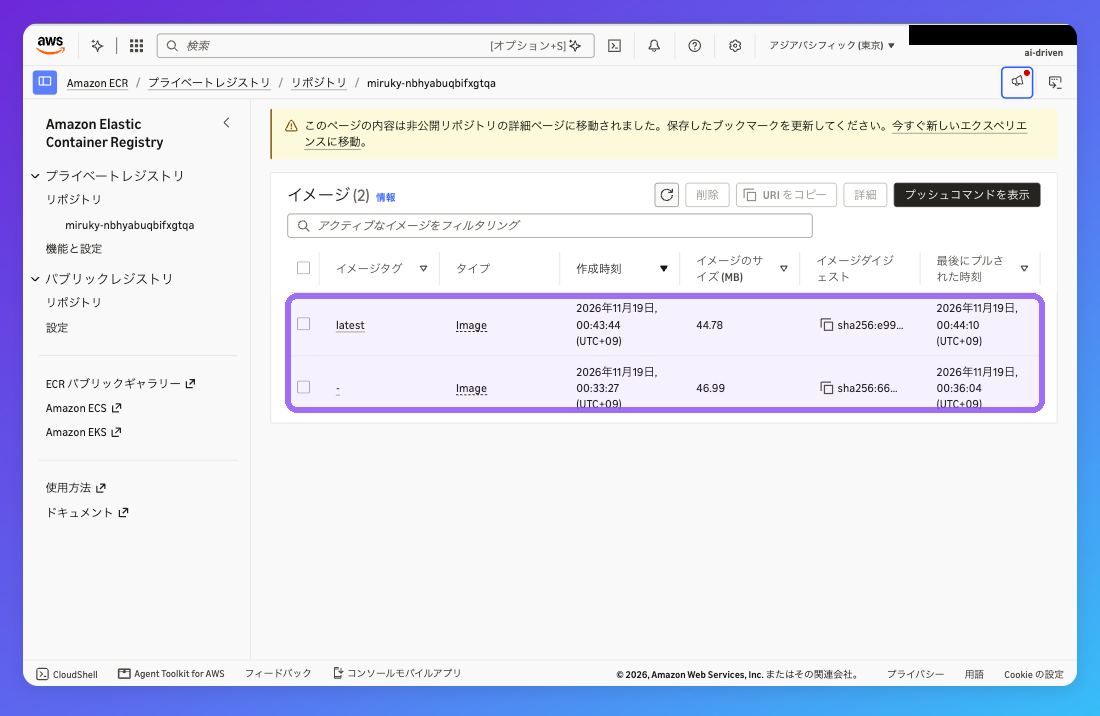 aws
検索
[オプション+S]
アジアパシフィック (東京) ▼
ai-driven
Amazon ECR / プライベートレジストリ / リポジトリ / miruky-nbhyabuqbifxgtqa
Amazon Elastic
Container Registry
プライベートレジストリ
リポジトリ
miruky-nbhyabuqbifxgtqa
機能と設定
パブリックレジストリ
リポジトリ
設定
ECR パブリックギャラリー
Amazon ECS
Amazon EKS
使用方法
ドキュメント
このページの内容は非公開リポジトリの詳細ページに移動されました。保存したブックマークを更新してください。今すぐ新しいエクスペリエ
ンスに移動。
イメージ (2) 情報
削除
URI をコピー
詳細
プッシュコマンドを表示
アクティブなイメージをフィルタリング
イメージタグ
タイプ
作成時刻
イメージのサ
イズ (MB)
イメージダイジ
ェスト
最後にプルさ
れた時刻
latest
Image
2026年11月19日,
00:43:44
(UTC+09)
44.78
sha256:e99...
2026年11月19日,
00:44:10
(UTC+09)
-
Image
2026年11月19日,
00:33:27
(UTC+09)
46.99
sha256:66...
2026年11月19日,
00:36:04
(UTC+09)
CloudShell
Agent Toolkit for AWS
フィードバック
コンソールモバイルアプリ
© 2026, Amazon Web Services, Inc. またはその関連会社。
プライバシー
用語
Cookie の設定